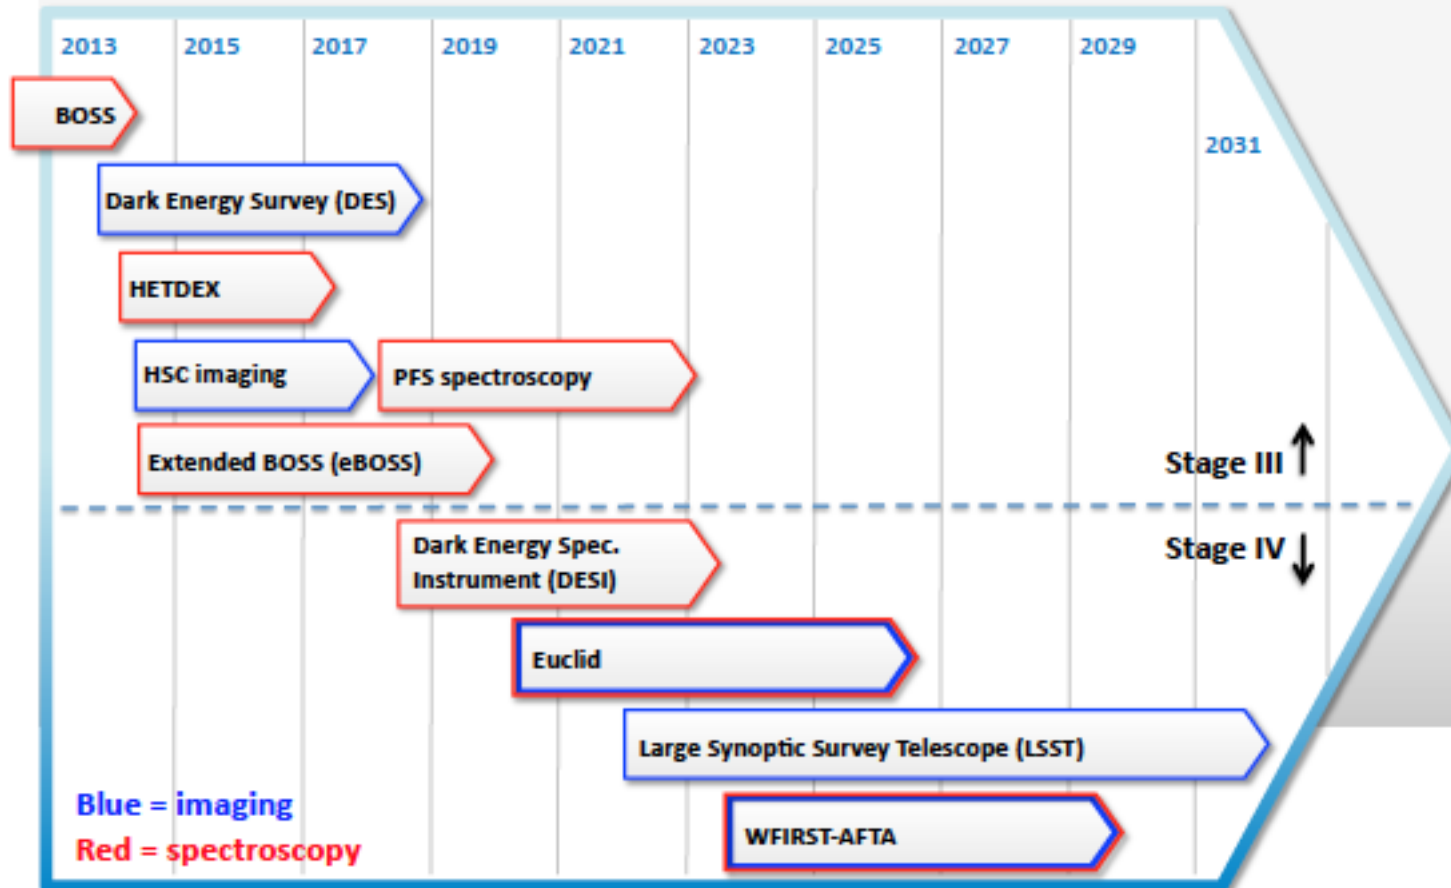 2013 2015 2017 2019 2021 2023 2025 2027 2029
BOSS
2031
Dark Energy Survey (DES)
HETDEX
HSC imaging
PFS spectroscopy
Extended BOSS (eBOSS)
Stage III
Dark Energy Spec.
Instrument (DESI)
Stage IV
Euclid
Large Synoptic Survey Telescope (LSST)
Blue = imaging
WFIRST-AFTA
Red = spectroscopy